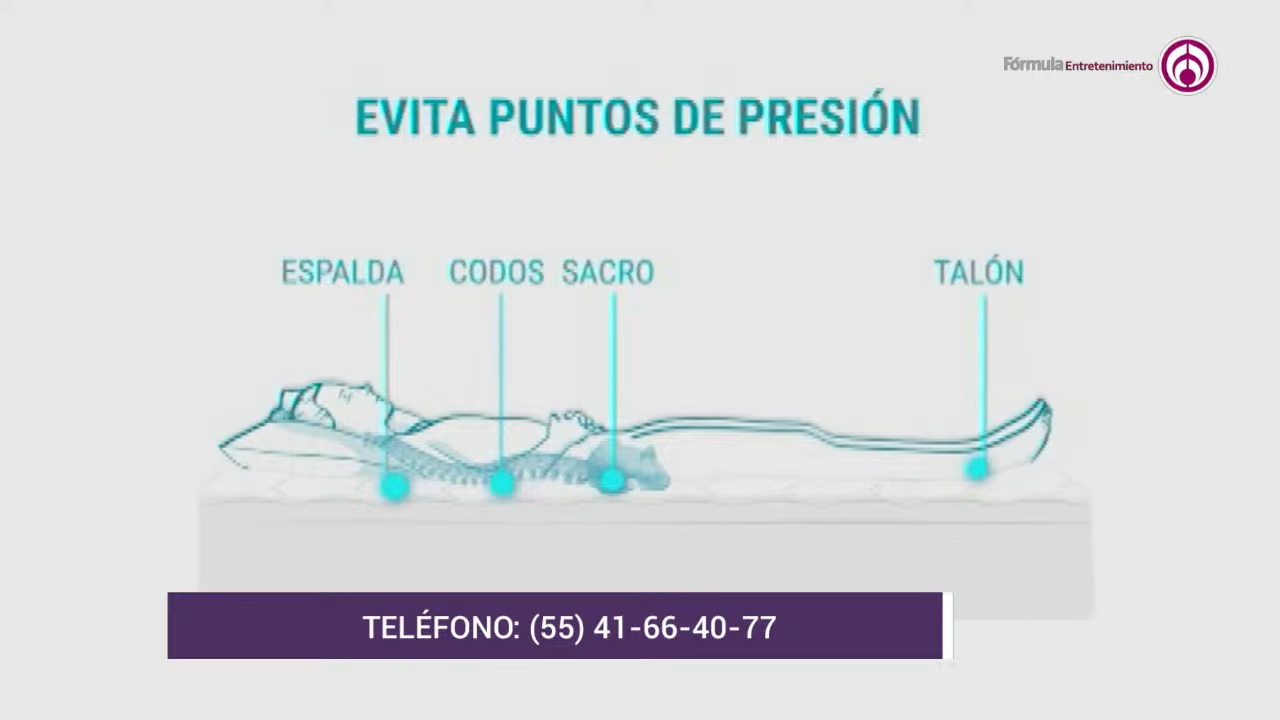 Fórmula Entretenimiento
EVITA PUNTOS DE PRESIÓN
ESPALDA CODOS SACRO TALÓN
TELÉFONO: (55) 41-66-40-77